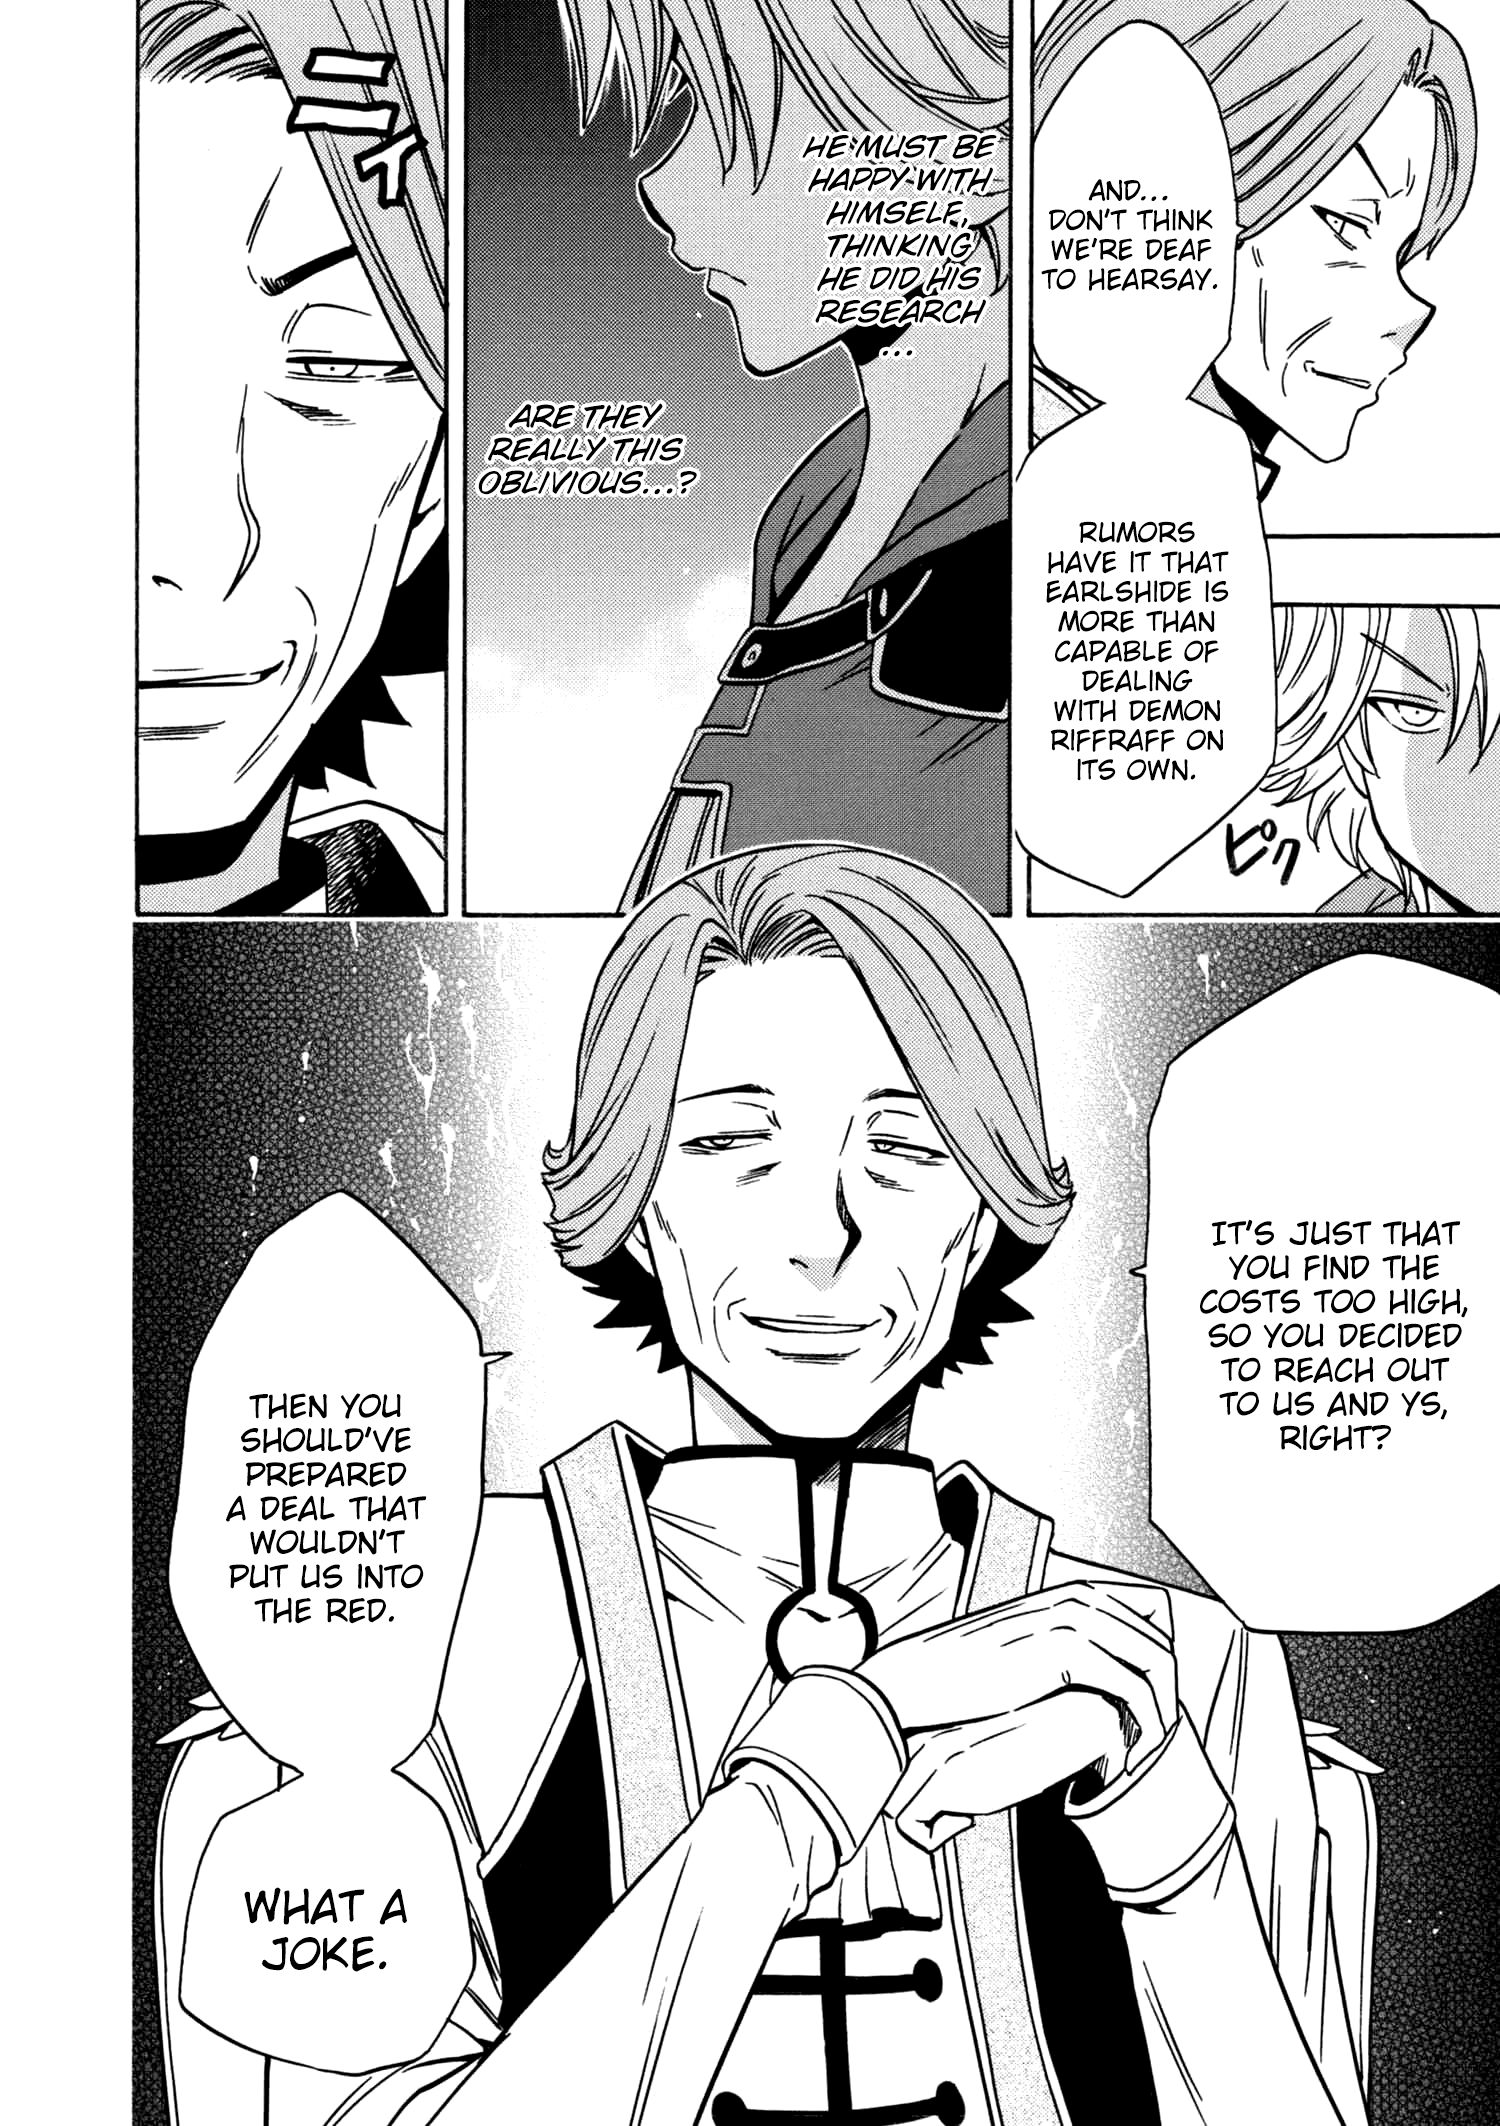 AND...
DON'T THINK
WE'RE DEAF
TO HEARSAY.
RUMORS
HAVE IT THAT
EARLSHIDE IS
MORE THAN
CAPABLE OF
DEALING
WITH DEMON
RIFFRAFF ON
ITS OWN.
ピク
HE MUST BE
HAPPY WITH
HIMSELF,
THINKING
HE DID HIS
RESEARCH
...
ARE THEY
REALLY THIS
OBLIVIOUS...?
ニィ
IT'S JUST THAT
YOU FIND THE
COSTS TOO HIGH,
SO YOU DECIDED
TO REACH OUT
TO US AND YS,
RIGHT?
THEN YOU
SHOULD'VE
PREPARED
A DEAL THAT
WOULDN'T
PUT US INTO
THE RED.
WHAT A
JOKE.